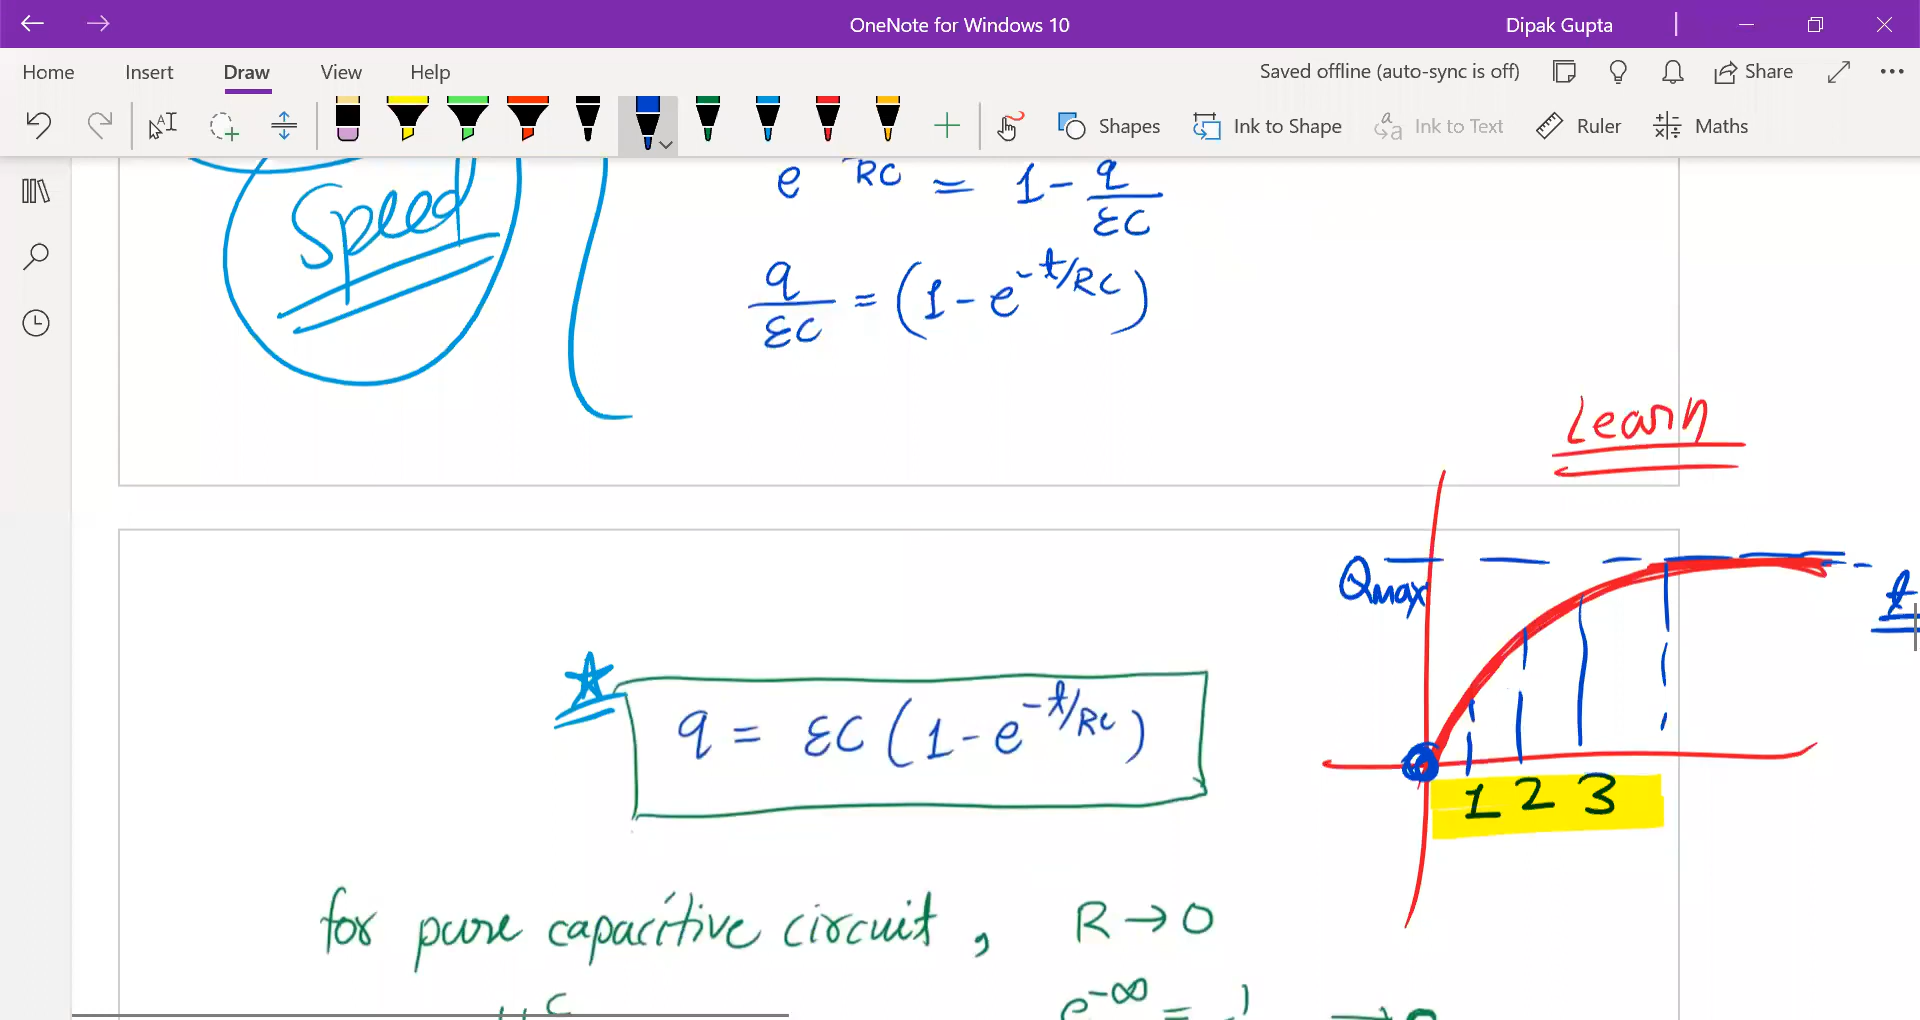 OneNote for Windows 10
Dipak Gupta
Home Insert Draw View Help
Saved offline (auto-sync is off)
Share
Shapes
Ink to Shape
Ink to Text
Ruler
Maths
Speed
e RC = 1 - q/εC
q/εC = (1 - e^-t/RC)
Learn
Qmax
t
q = εC (1 - e^-t/RC)
1 2 3
for pure capacitive circuit, R → 0
e^-∞ =